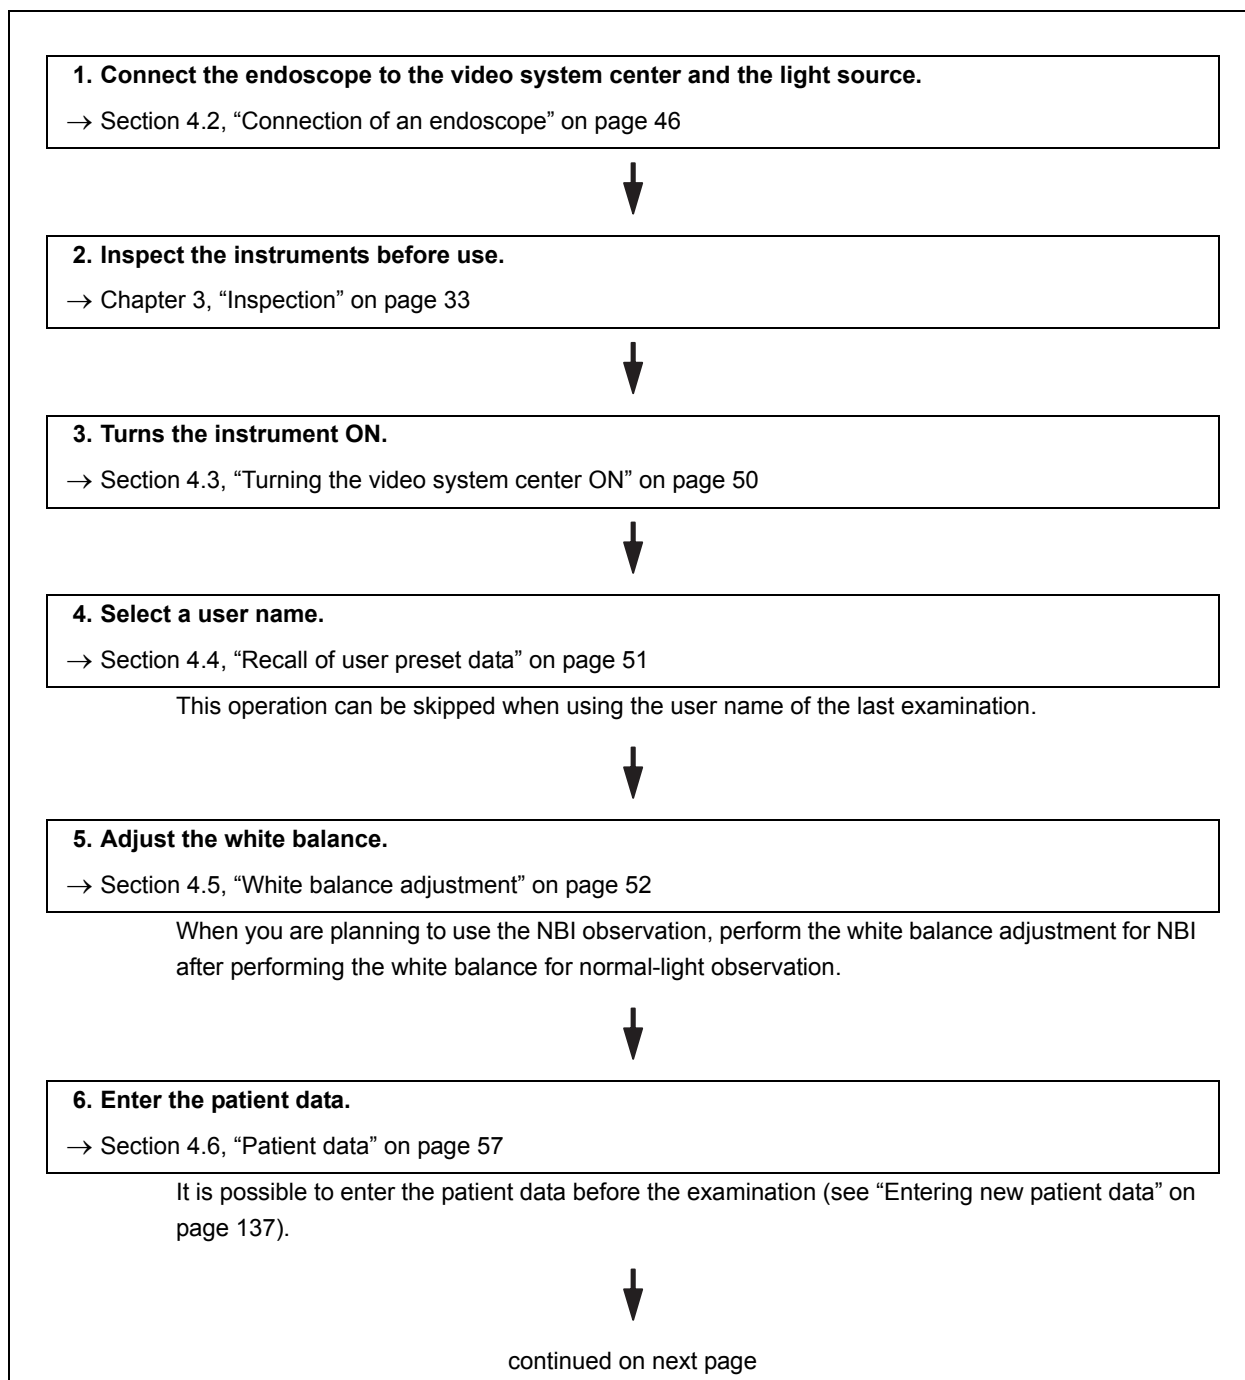 1. Connect the endoscope to the video system center and the light source.
→ Section 4.2, “Connection of an endoscope” on page 46
2. Inspect the instruments before use.
→ Chapter 3, “Inspection” on page 33
3. Turns the instrument ON.
→ Section 4.3, “Turning the video system center ON” on page 50
4. Select a user name.
→ Section 4.4, “Recall of user preset data” on page 51
This operation can be skipped when using the user name of the last examination.
5. Adjust the white balance.
→ Section 4.5, “White balance adjustment” on page 52
When you are planning to use the NBI observation, perform the white balance adjustment for NBI
after performing the white balance for normal-light observation.
6. Enter the patient data.
→ Section 4.6, “Patient data” on page 57
It is possible to enter the patient data before the examination (see “Entering new patient data” on
page 137).
continued on next page